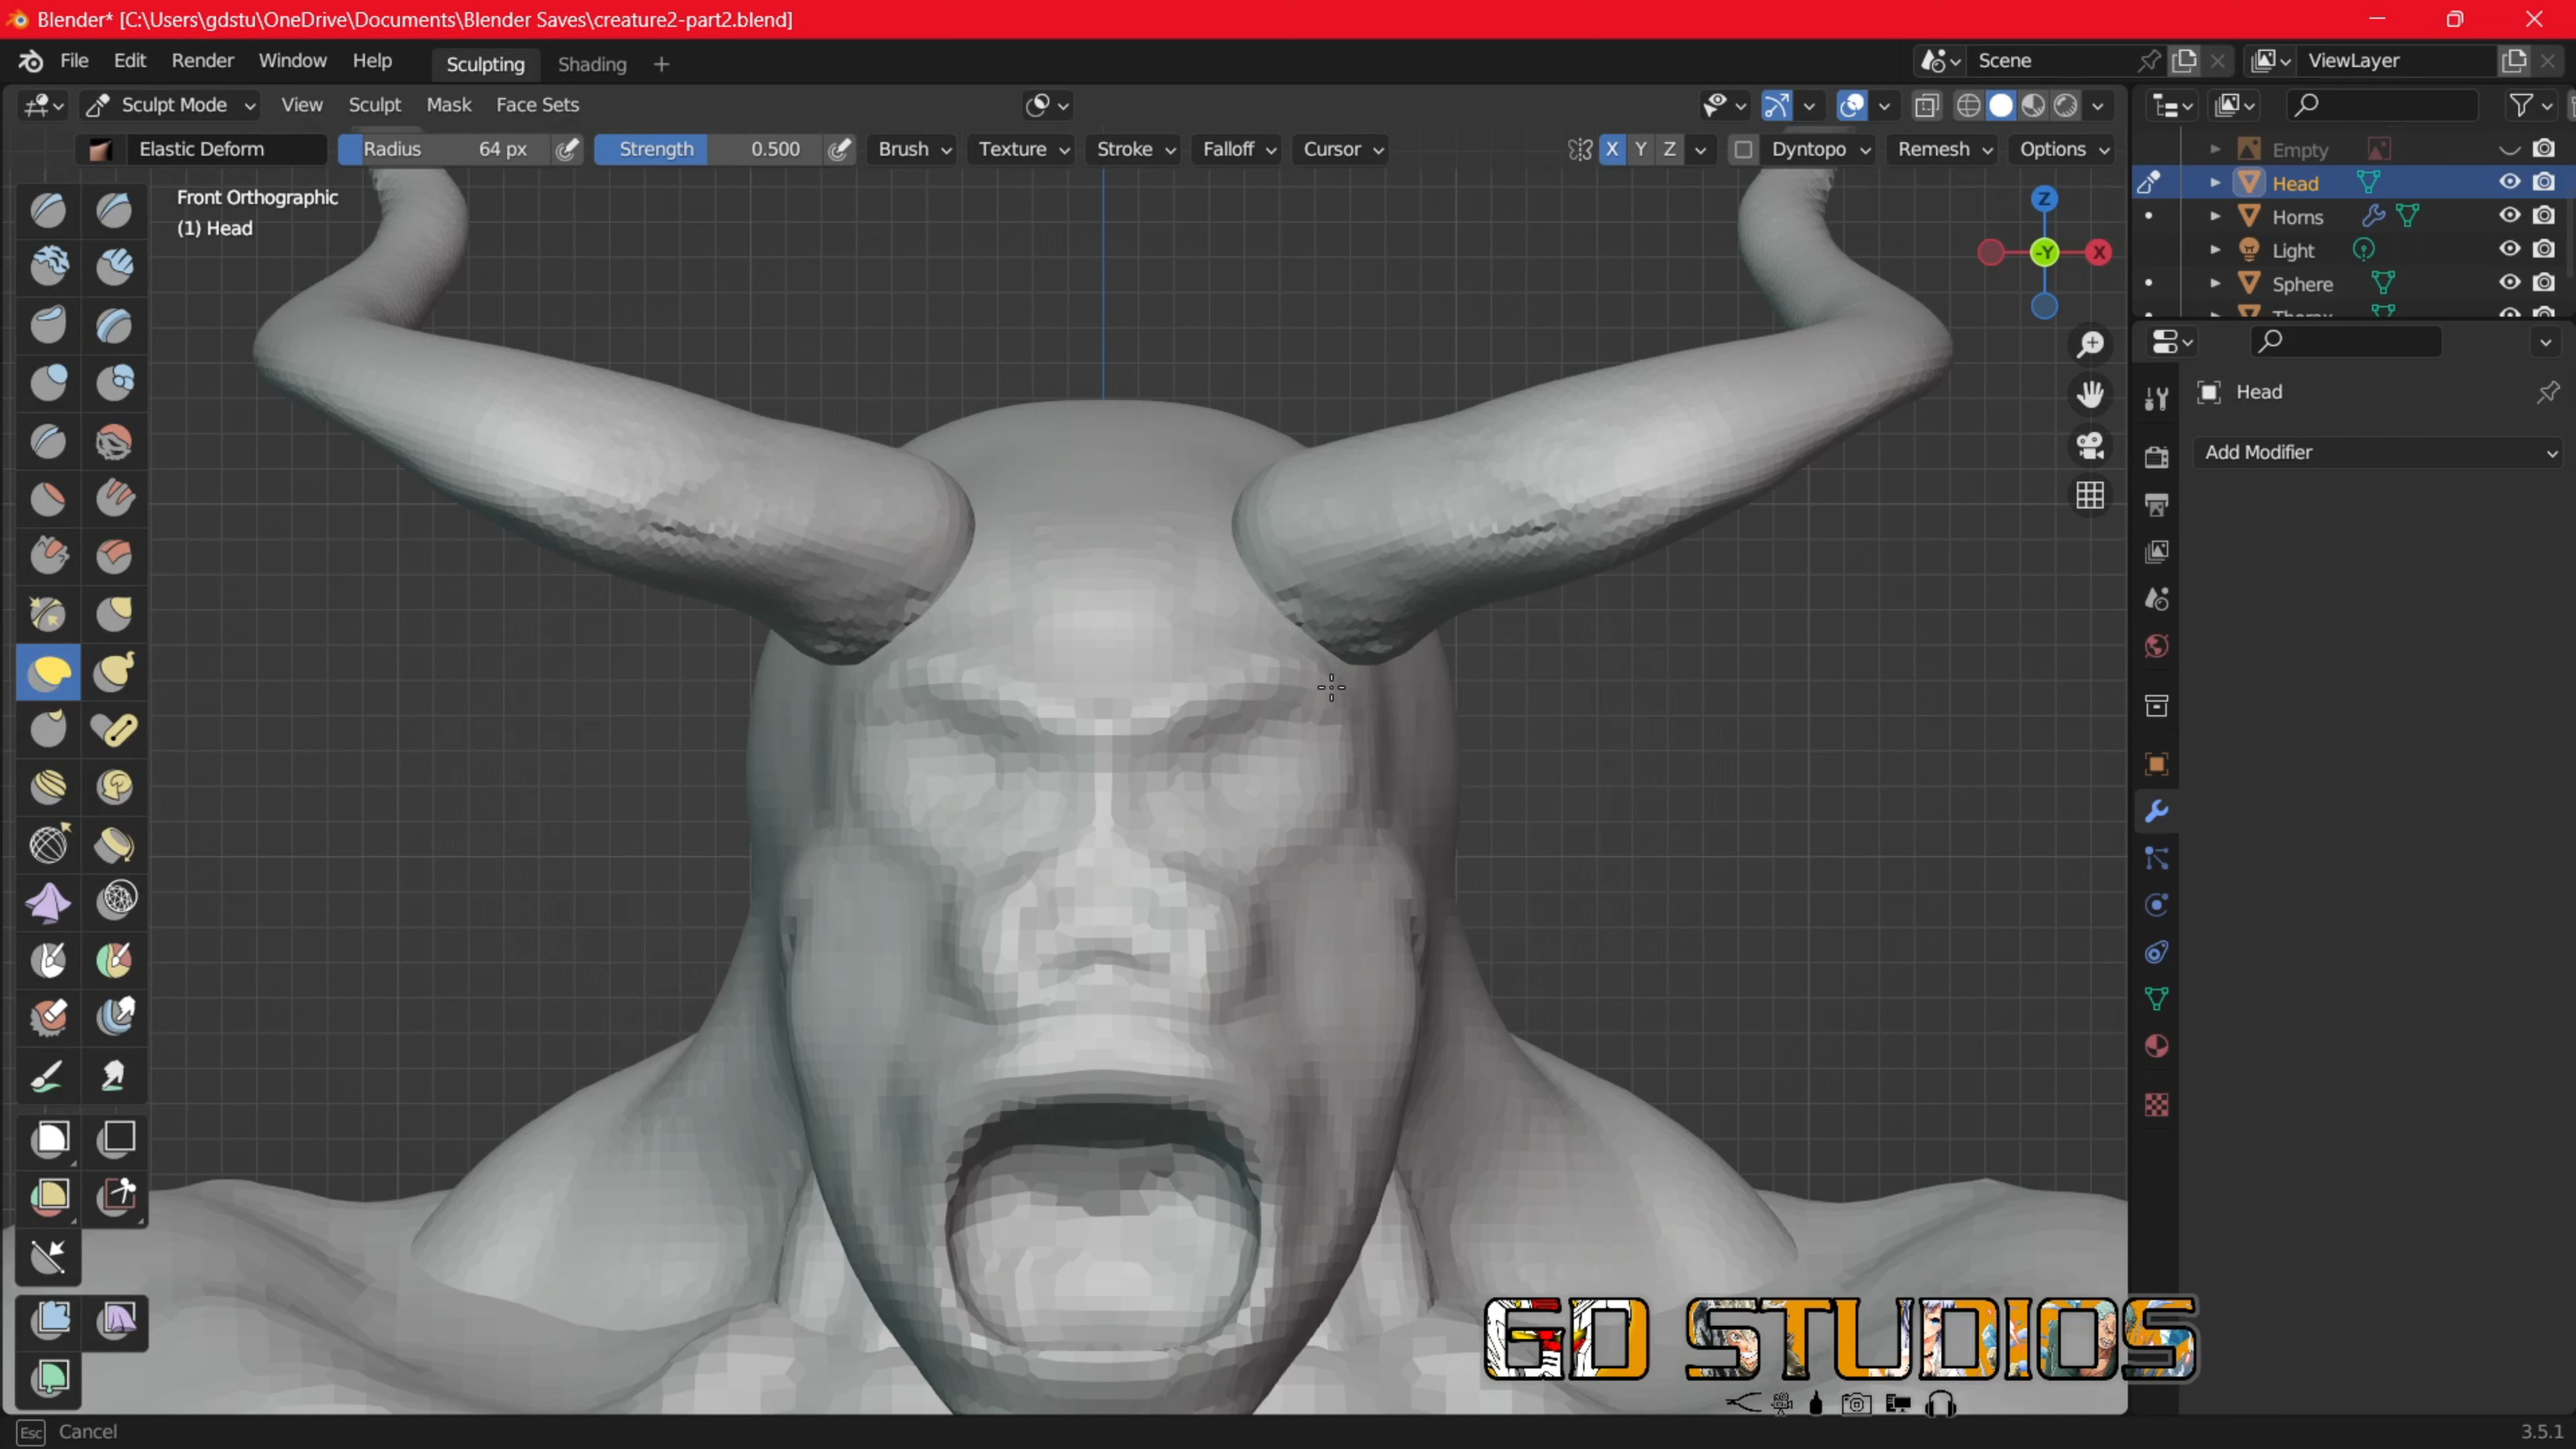 Blender* [C:\Users\gdstu\OneDrive\Documents\Blender Saves\creature2-part2.blend]
File Edit Render Window Help Sculpting Shading + Scene ViewLayer
Sculpt Mode View Sculpt Mask Face Sets
Elastic Deform Radius 64 px Strength 0.500 Brush Texture Stroke Falloff Cursor X Y Z Dyntopo Remesh Options
Front Orthographic
(1) Head
Z
-Y X
Empty
Head
Horns
Light
Sphere
Thorax
Head
Add Modifier
GD STUDIOS
Esc Cancel 3.5.1